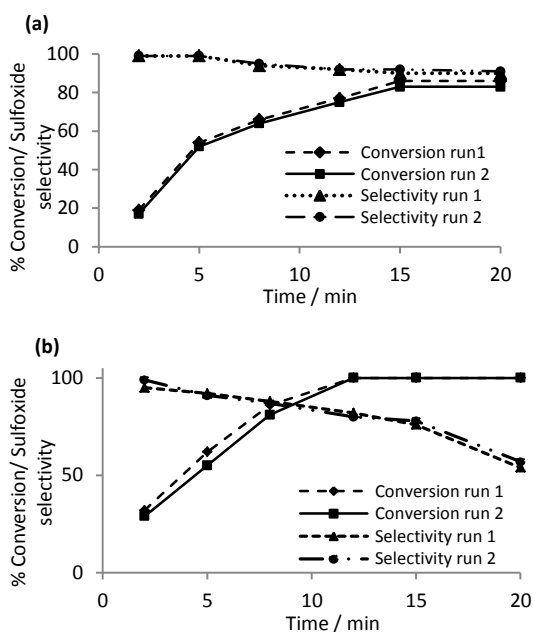 (a)
% Conversion/ Sulfoxide
selectivity
100
80
60
40
20
0
0 5 10 15 20
Time / min
Conversion run1
Conversion run 2
Selectivity run 1
Selectivity run 2
(b)
% Conversion/ Sulfoxide
selectivity
100
50
0
0 5 10 15 20
Time / min
Conversion run 1
Conversion run 2
Selectivity run 1
Selectivity run 2